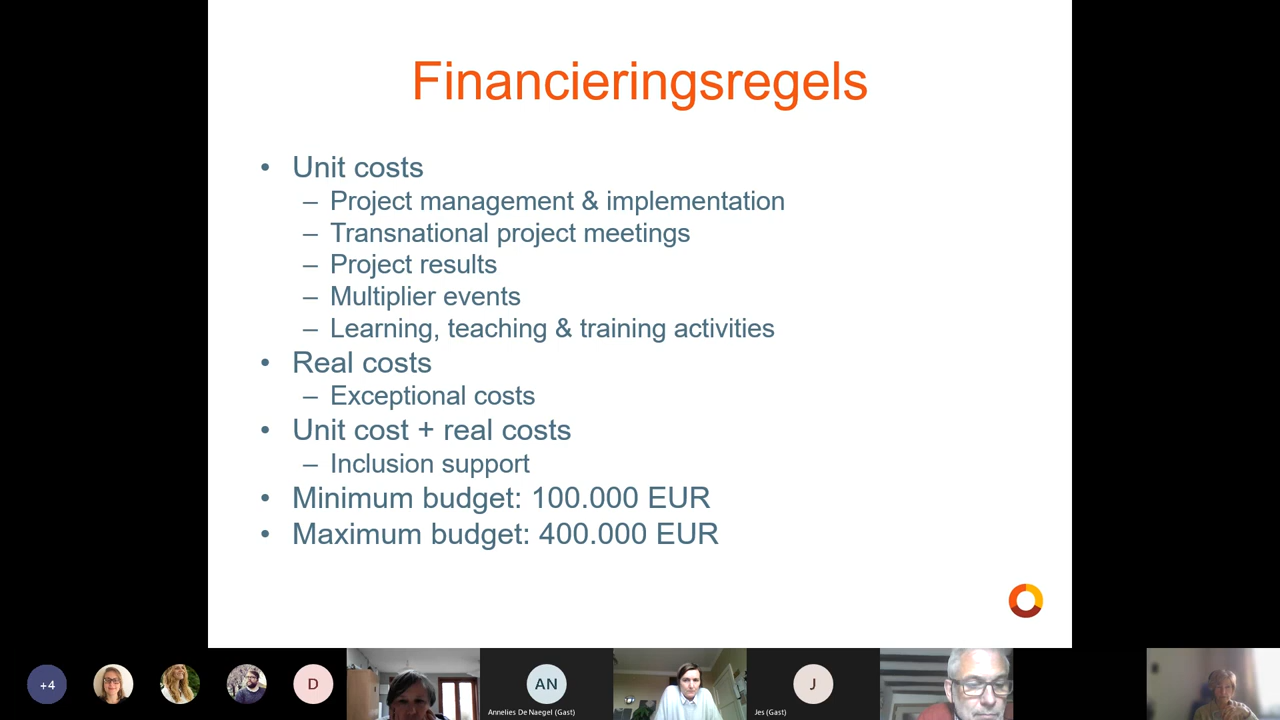 Financieringsregels
• Unit costs
– Project management & implementation
– Transnational project meetings
– Project results
– Multiplier events
– Learning, teaching & training activities
• Real costs
– Exceptional costs
• Unit cost + real costs
– Inclusion support
• Minimum budget: 100.000 EUR
• Maximum budget: 400.000 EUR
+4
D
AN
Annelies De Naegel (Gast)
J
Jes (Gast)